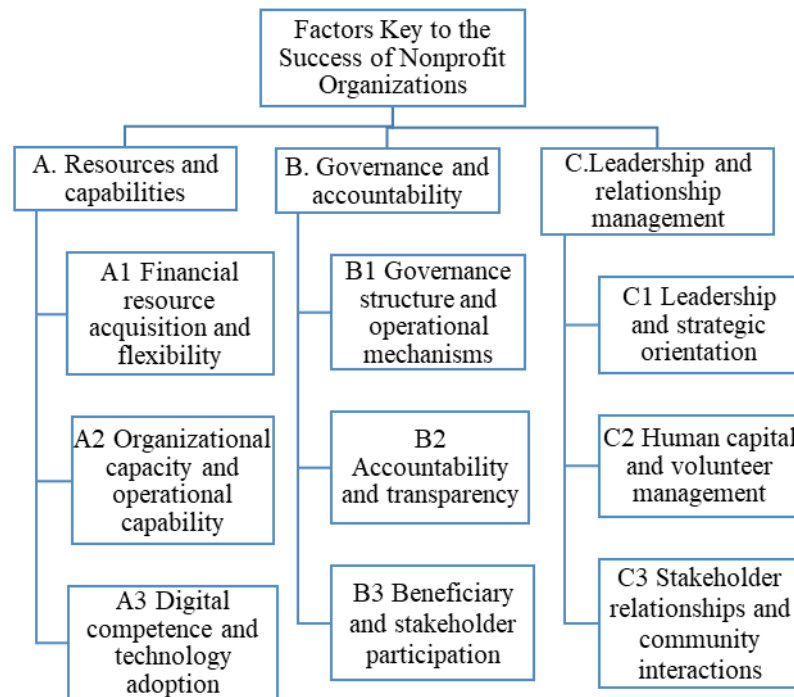 Factors Key to the
Success of Nonprofit
Organizations
A. Resources and
capabilities
B. Governance and
accountability
C.Leadership and
relationship
management
A1 Financial
resource
acquisition and
flexibility
A2 Organizational
capacity and
operational
capability
A3 Digital
competence and
technology
adoption
B1 Governance
structure and
operational
mechanisms
B2
Accountability
and transparency
B3 Beneficiary
and stakeholder
participation
C1 Leadership
and strategic
orientation
C2 Human capital
and volunteer
management
C3 Stakeholder
relationships and
community
interactions